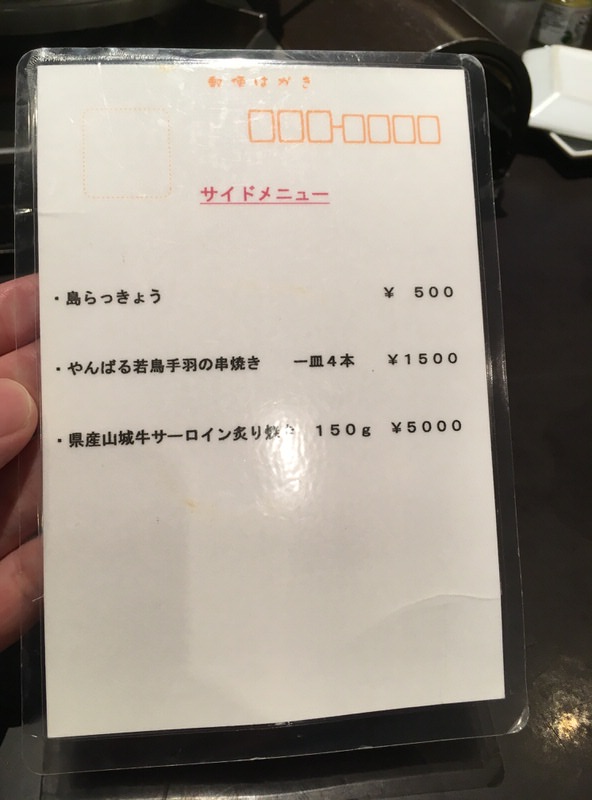 郵便はがき
サイドメニュー
・島らっきょう ￥ ５００
・やんばる若鳥手羽の串焼き 一皿４本 ￥１５００
・県産山城牛サーロイン炙り焼き １５０ｇ ￥５０００